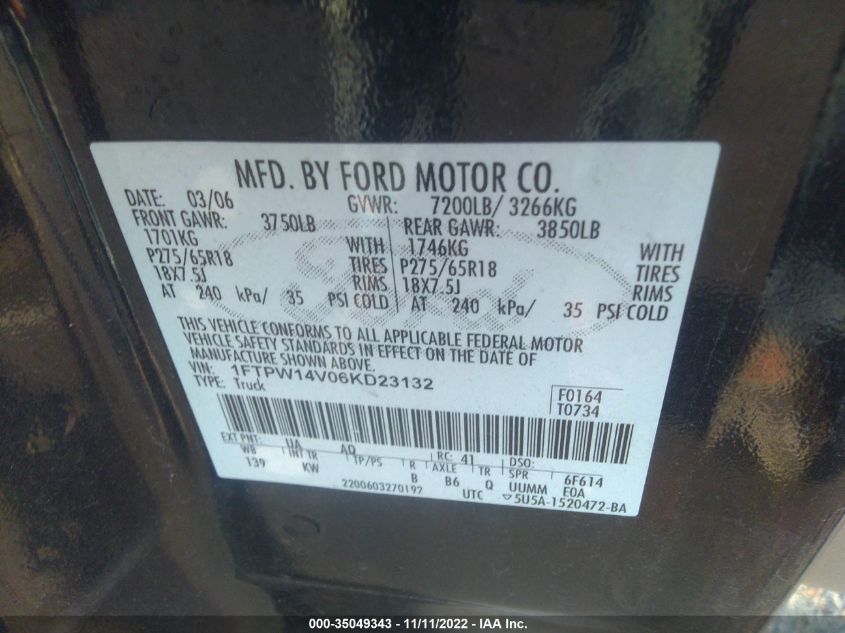 MFD. BY FORD MOTOR CO.
DATE: 03/06 GVWR: 7200LB/ 3266KG
FRONT GAWR: 3750LB REAR GAWR: 3850LB
1701KG WITH 1746KG WITH
P275/65R18 TIRES P275/65R18 TIRES
18X7.5J RIMS 18X7.5J RIMS
AT 240 kPa/ 35 PSI COLD AT 240 kPa/ 35 PSI COLD
THIS VEHICLE CONFORMS TO ALL APPLICABLE FEDERAL MOTOR
VEHICLE SAFETY STANDARDS IN EFFECT ON THE DATE OF
MANUFACTURE SHOWN ABOVE.
VIN: 1FTPW14V06KD23132
TYPE: Truck
F0164
T0734
EXT PNT: UA AQ RC: 41 DSO:
WB INT TR TP/PS R AXLE TR SPR 6F614
139 KW B B6 Q UUMM E0A
2200603270192 UTC 5U5A-1520472-BA
000-35049343 - 11/11/2022 - IAA Inc.